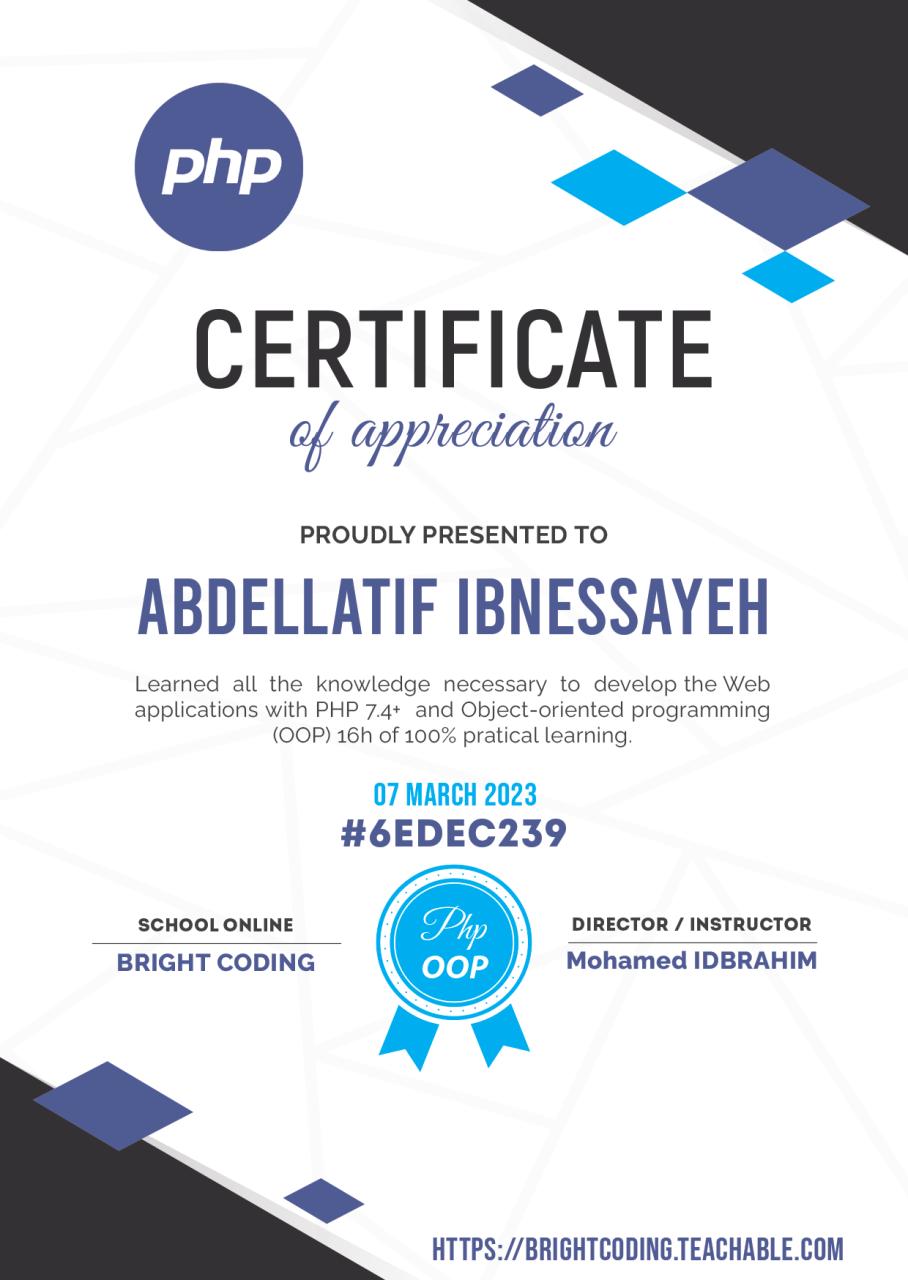 php
CERTIFICATE
of appreciation
PROUDLY PRESENTED TO
ABDELLATIF IBNESSAYEH
Learned all the knowledge necessary to develop the Web
applications with PHP 7.4+ and Object-oriented programming
(OOP) 16h of 100% pratical learning.
07 MARCH 2023
#6EDEC239
SCHOOL ONLINE
BRIGHT CODING
Php
OOP
DIRECTOR / INSTRUCTOR
Mohamed IDBRAHIM
HTTPS://BRIGHTCODING.TEACHABLE.COM